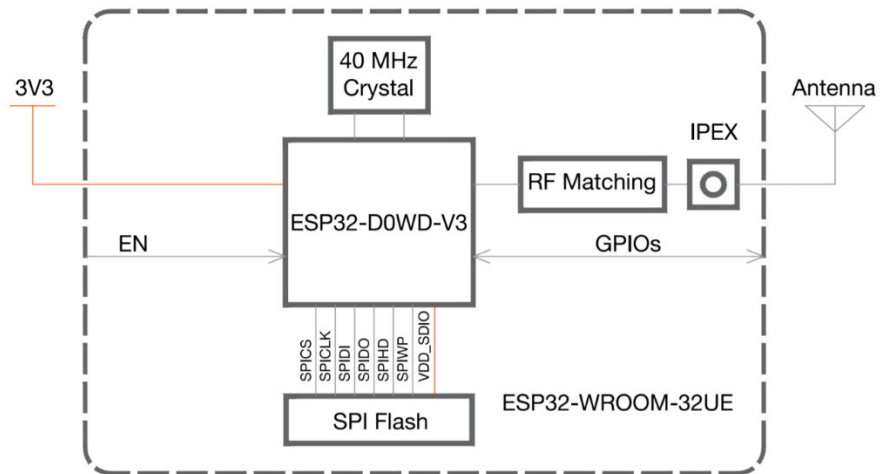 40 MHz
Crystal
3V3
Antenna
IPEX
RF Matching
ESP32-D0WD-V3
EN
GPIOs
SPICS
SPICLK
SPIDI
SPIDO
SPIHD
SPIWP
VDD_SDIO
ESP32-WROOM-32UE
SPI Flash